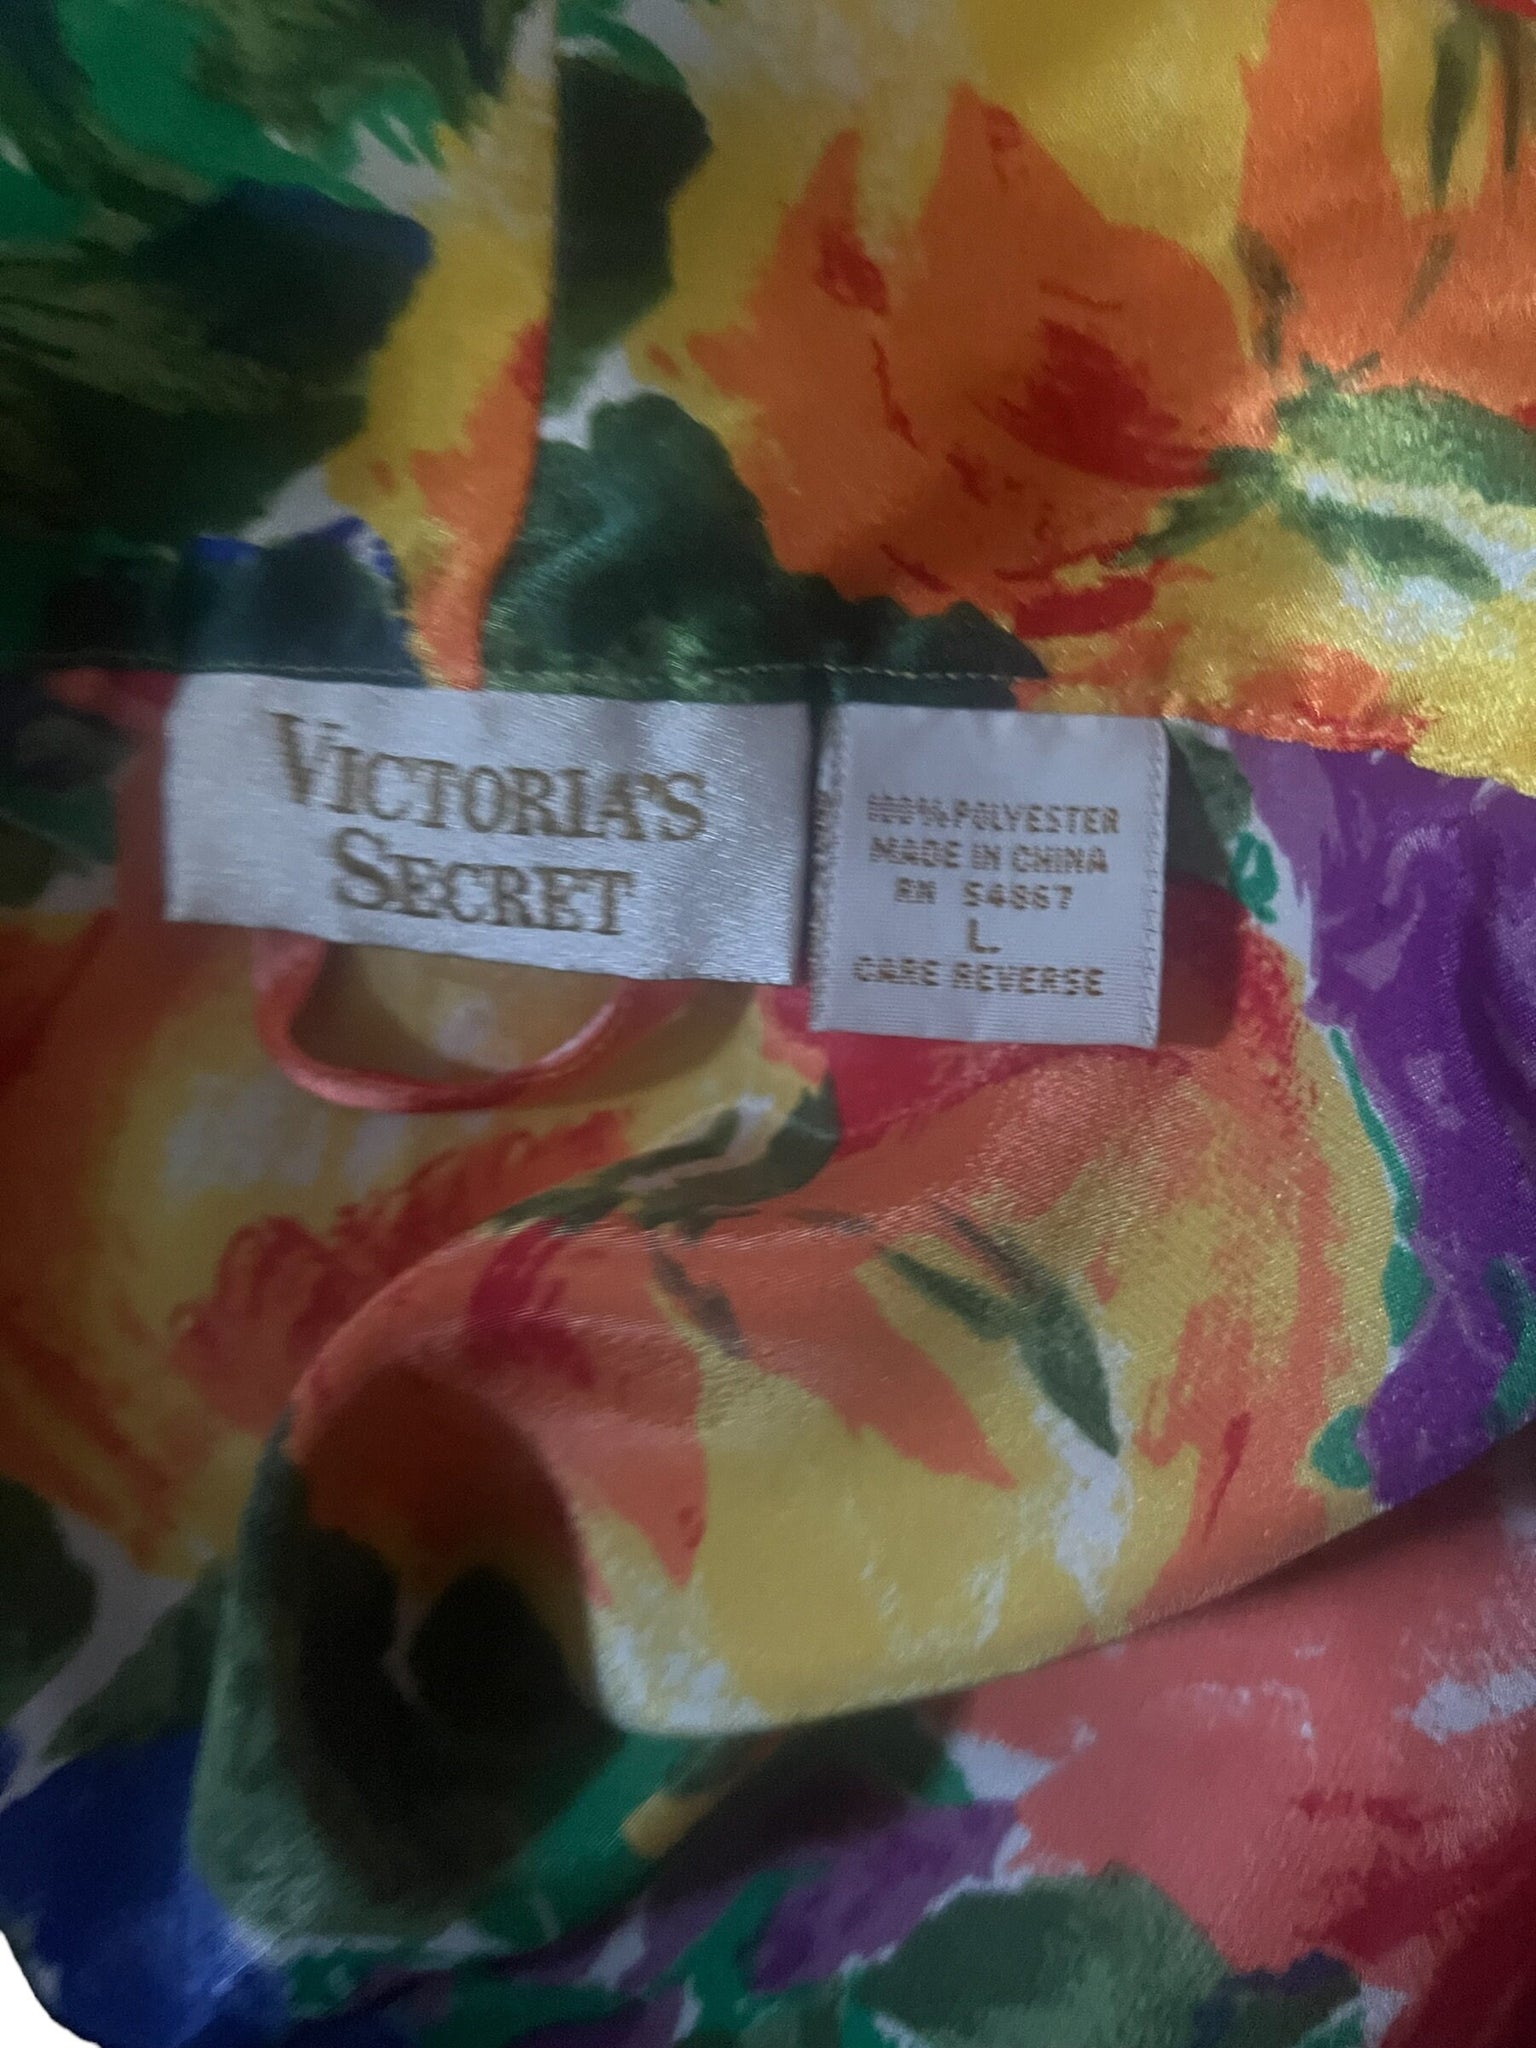 VICTORIA'S
SECRET
100% POLYESTER
MADE IN CHINA
RN 54867
L
CARE REVERSE